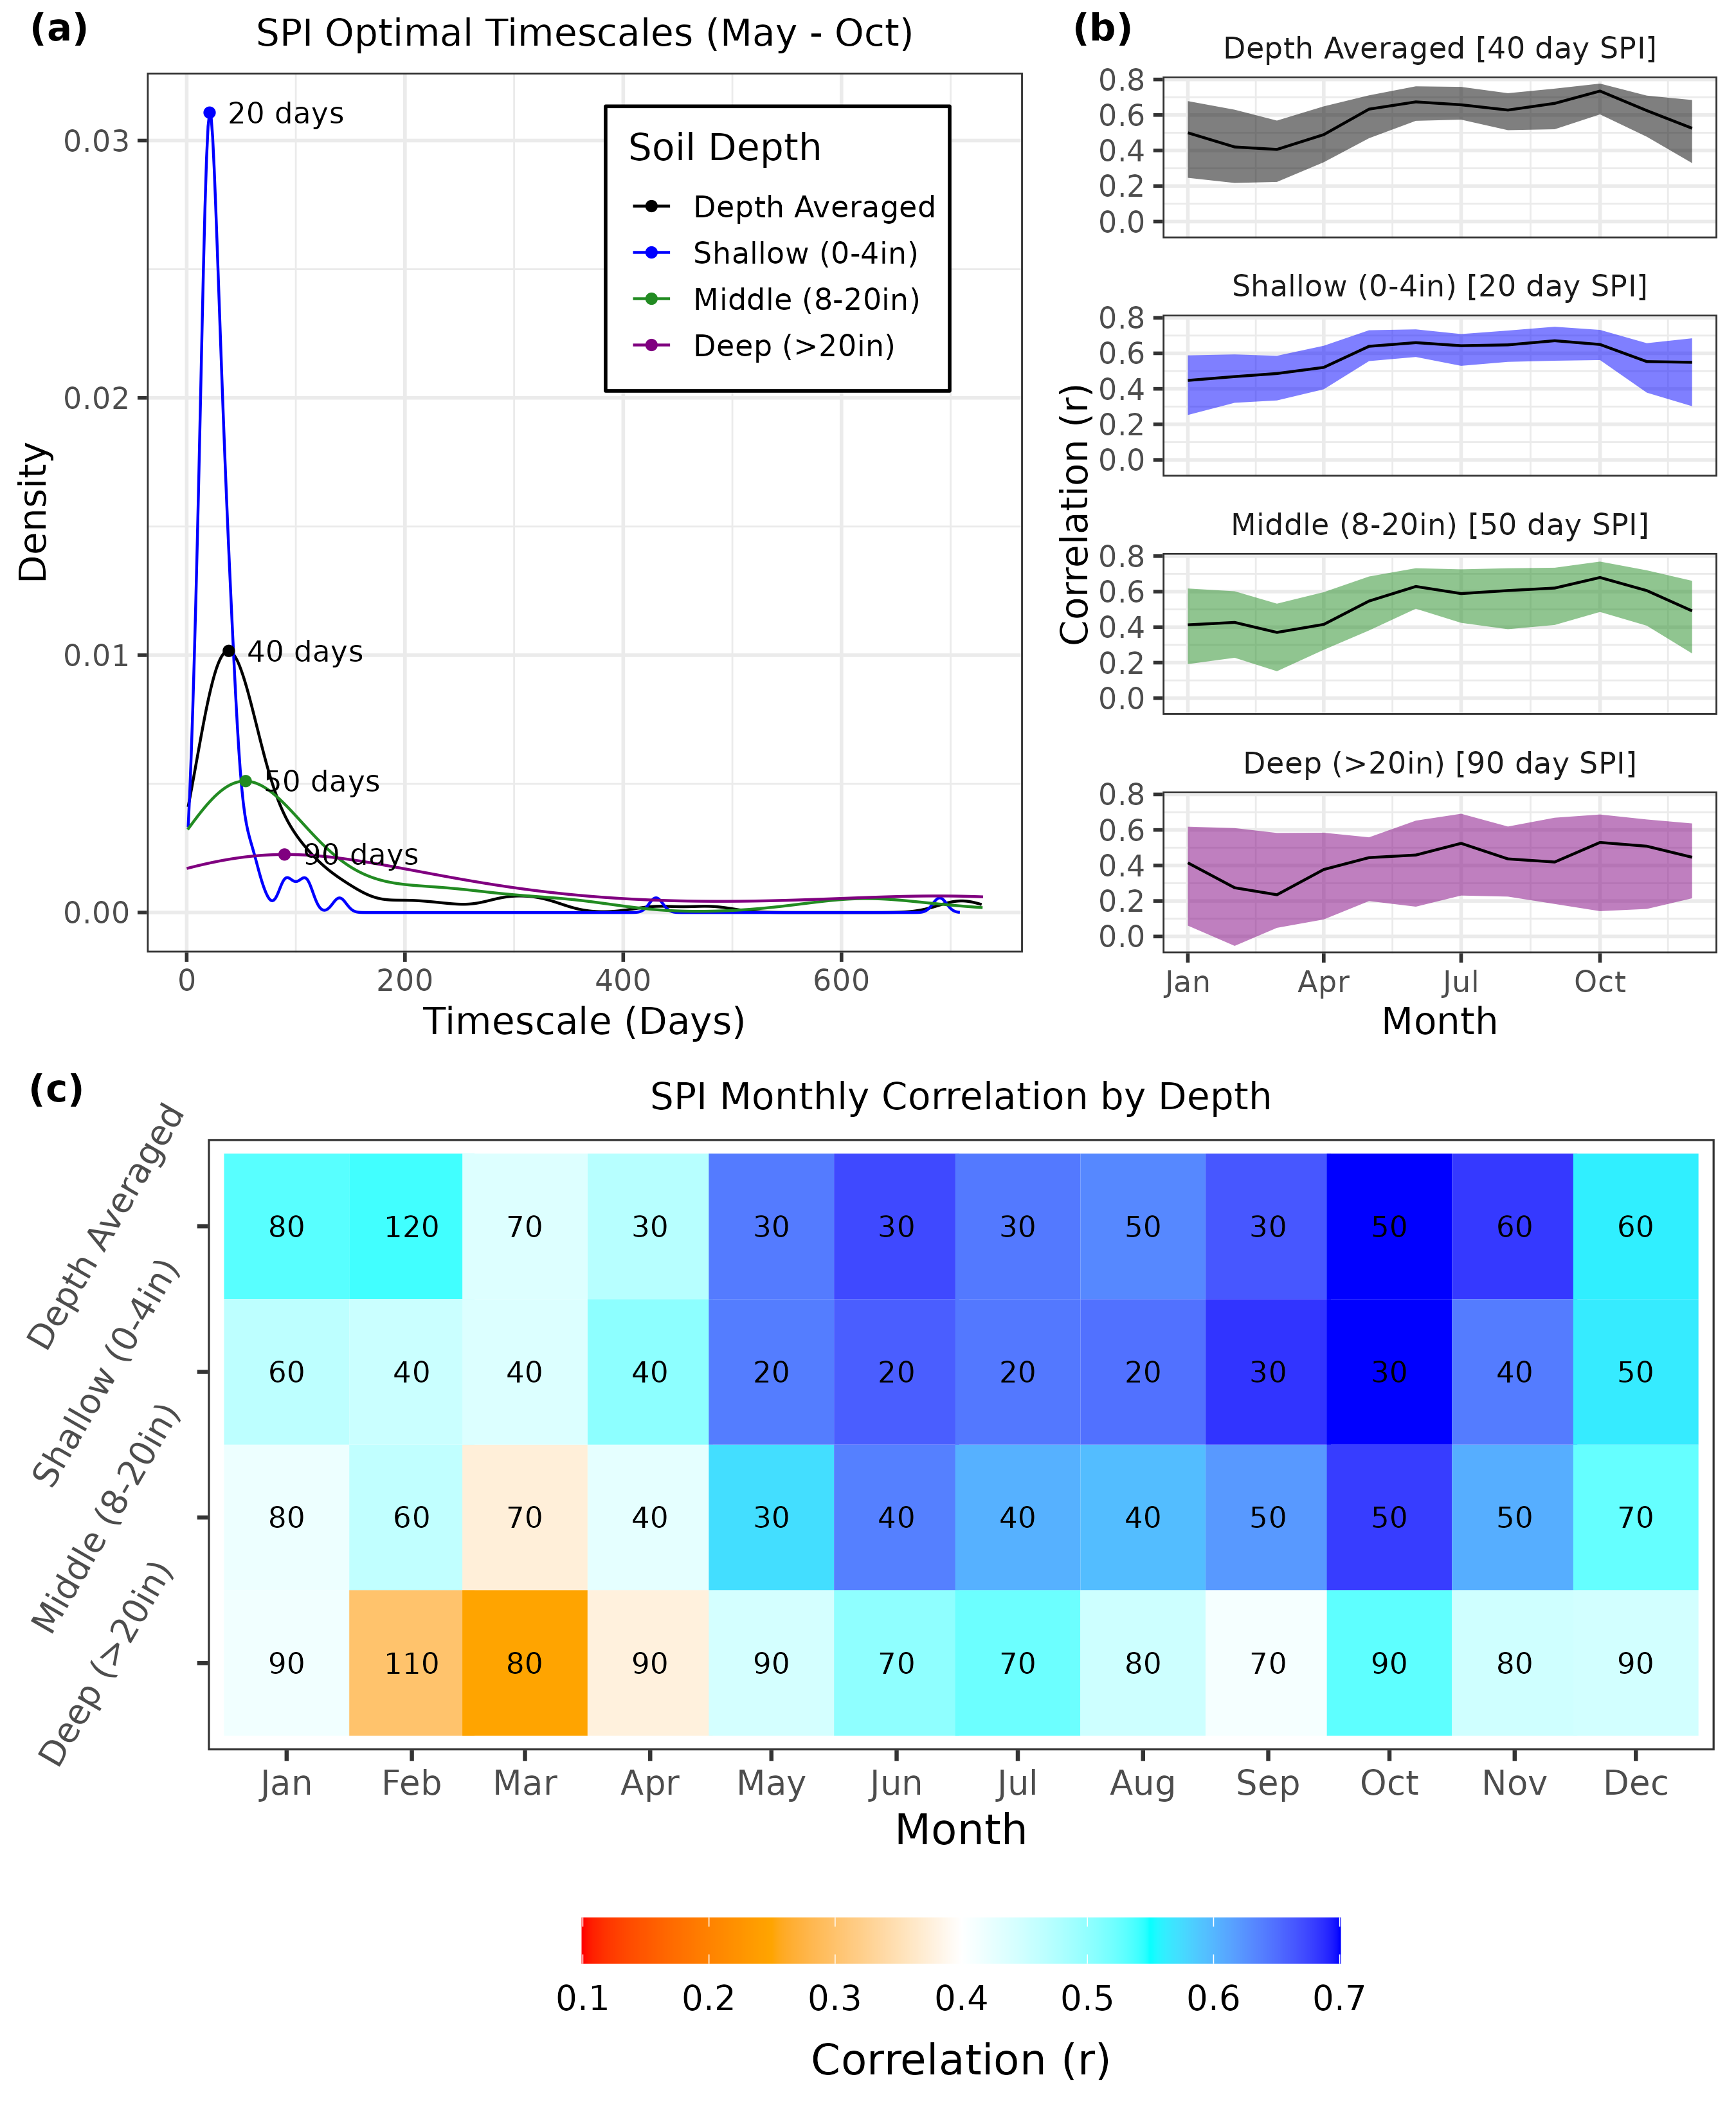 (a)
SPI Optimal Timescales (May - Oct)
Density
0.03
0.02
0.01
0.00
20 days
40 days
50 days
90 days
Soil Depth
Depth Averaged
Shallow (0-4in)
Middle (8-20in)
Deep (>20in)
0 200 400 600
Timescale (Days)
(b)
Correlation (r)
Depth Averaged [40 day SPI]
0.8
0.6
0.4
0.2
0.0
Shallow (0-4in) [20 day SPI]
0.8
0.6
0.4
0.2
0.0
Middle (8-20in) [50 day SPI]
0.8
0.6
0.4
0.2
0.0
Deep (>20in) [90 day SPI]
0.8
0.6
0.4
0.2
0.0
Jan Apr Jul Oct
Month
(c)
SPI Monthly Correlation by Depth
Depth Averaged
80 120 70 30 30 30 30 50 30 50 60 60
Shallow (0-4in)
60 40 40 40 20 20 20 20 30 30 40 50
Middle (8-20in)
80 60 70 40 30 40 40 40 50 50 50 70
Deep (>20in)
90 110 80 90 90 70 70 80 70 90 80 90
Jan Feb Mar Apr May Jun Jul Aug Sep Oct Nov Dec
Month
0.1 0.2 0.3 0.4 0.5 0.6 0.7
Correlation (r)